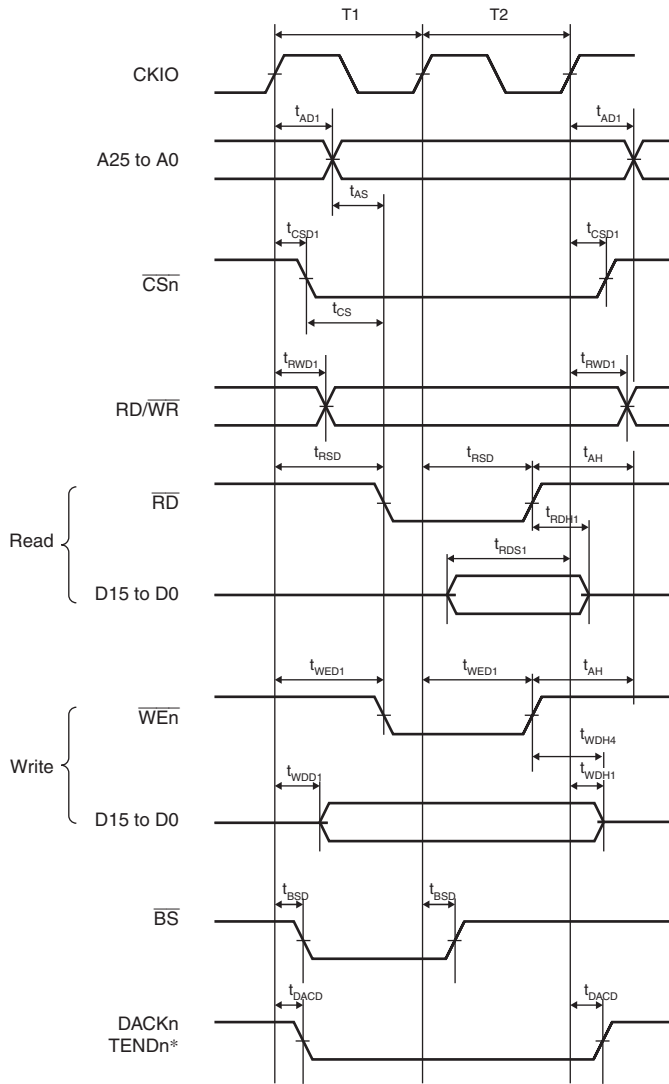 T1 T2
CKIO
tAD1 tAD1
A25 to A0
tAS
tCSD1 tCSD1
CSn
tCS
tRWD1 tRWD1
RD/WR
tRSD tRSD tAH
RD
tRDH1
Read
tRDS1
D15 to D0
tWED1 tWED1 tAH
WEn
tWDH4
Write
tWDD1 tWDH1
D15 to D0
tBSD tBSD
BS
tDACD tDACD
DACKn
TENDn*